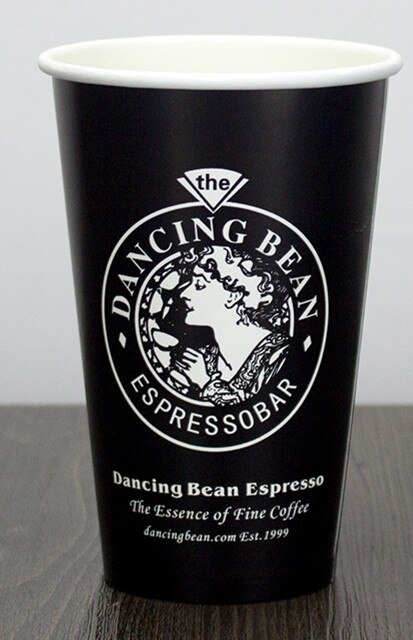 the
DANCING BEAN
ESPRESSOBAR
Dancing Bean Espresso
The Essence of Fine Coffee
dancingbean.com Est.1999